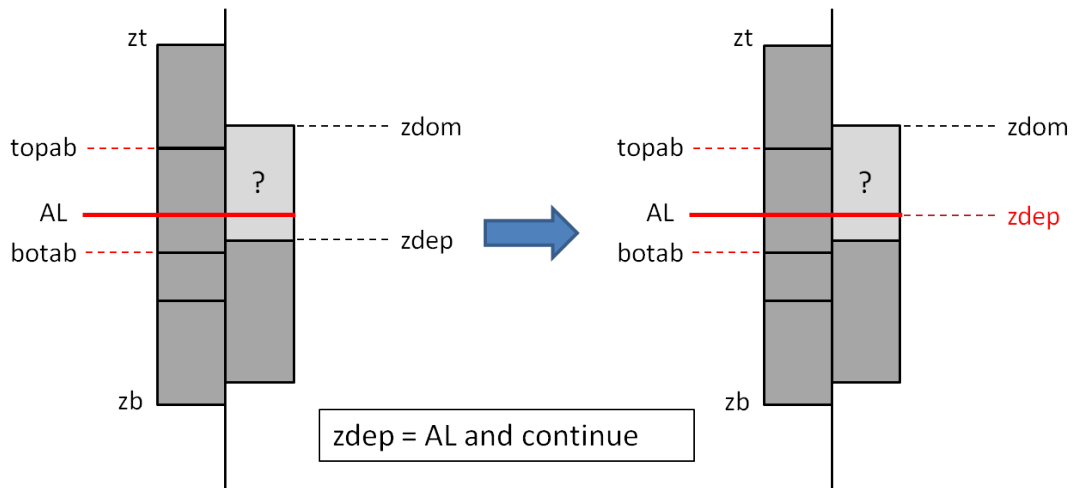 zt
zdom
topab
?
AL
zdep
botab
zb
zt
zdom
topab
?
AL
zdep
botab
zb
zdep = AL and continue